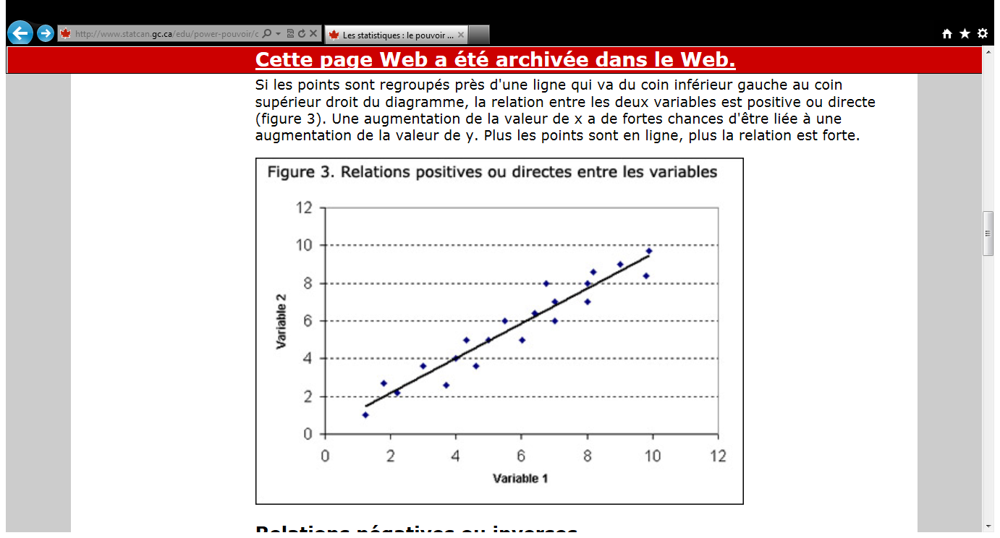 http://www.statcan.gc.ca/edu/power-pouvoir/c
Les statistiques : le pouvoir ...
Cette page Web a été archivée dans le Web.
Si les points sont regroupés près d'une ligne qui va du coin inférieur gauche au coin
supérieur droit du diagramme, la relation entre les deux variables est positive ou directe
(figure 3). Une augmentation de la valeur de x a de fortes chances d'être liée à une
augmentation de la valeur de y. Plus les points sont en ligne, plus la relation est forte.
Figure 3. Relations positives ou directes entre les variables
12
10
8
6
4
2
0
Variable 2
0 2 4 6 8 10 12
Variable 1
Relations négatives ou inverses